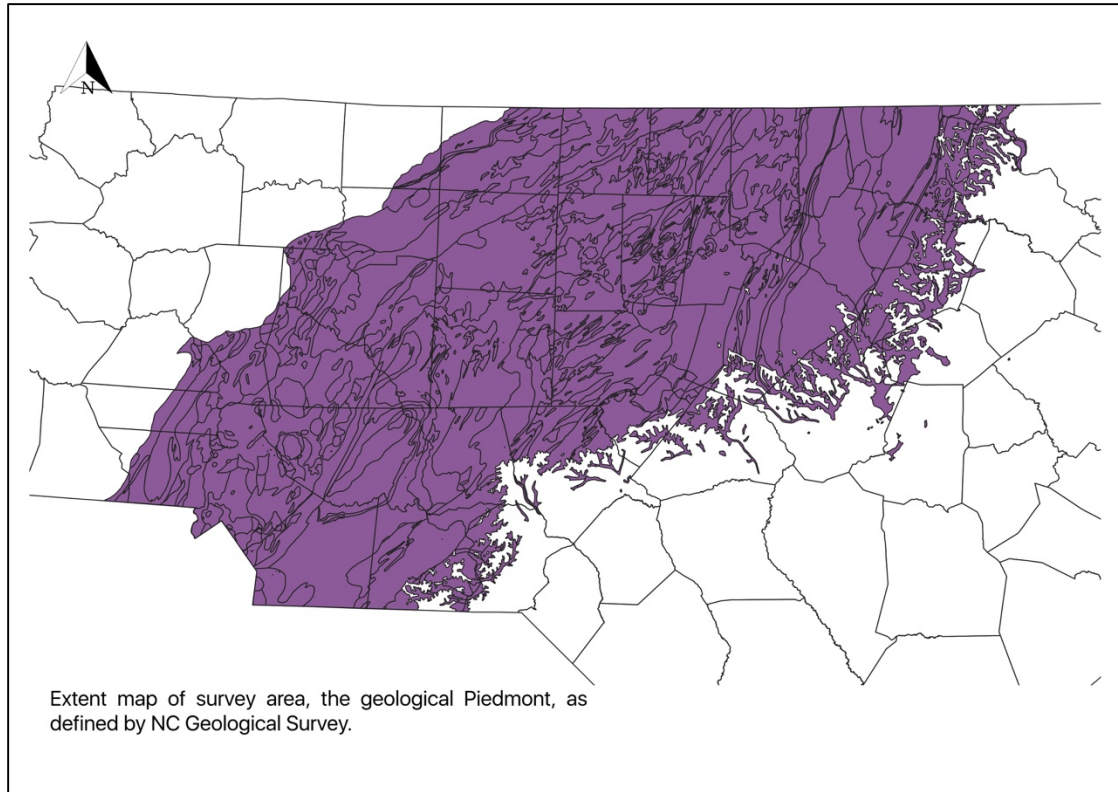 N
Extent map of survey area, the geological Piedmont, as
defined by NC Geological Survey.